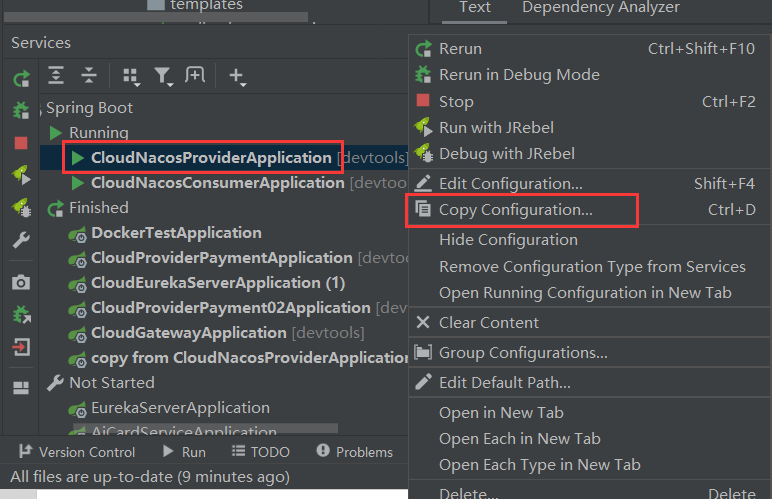 templates
Text
Dependency Analyzer
Services
Spring Boot
Running
CloudNacosProviderApplication [devtools]
CloudNacosConsumerApplication [devtools]
Finished
DockerTestApplication
CloudProviderPaymentApplication [devtools
CloudEurekaServerApplication (1)
CloudProviderPayment02Application [devtools
CloudGatewayApplication [devtools]
copy from CloudNacosProviderApplication
Not Started
EurekaServerApplication
AiCardServiceApplication
Rerun Ctrl+Shift+F10
Rerun in Debug Mode
Stop Ctrl+F2
Run with JRebel
Debug with JRebel
Edit Configuration... Shift+F4
Copy Configuration... Ctrl+D
Hide Configuration
Remove Configuration Type from Services
Open Running Configuration in New Tab
Clear Content
Group Configurations...
Edit Default Path...
Open in New Tab
Open Each in New Tab
Open Each Type in New Tab
Delete... Delete
Version Control
Run
TODO
Problems
All files are up-to-date (9 minutes ago)